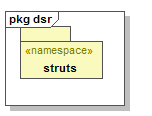 pkg dsr
«namespace»
struts